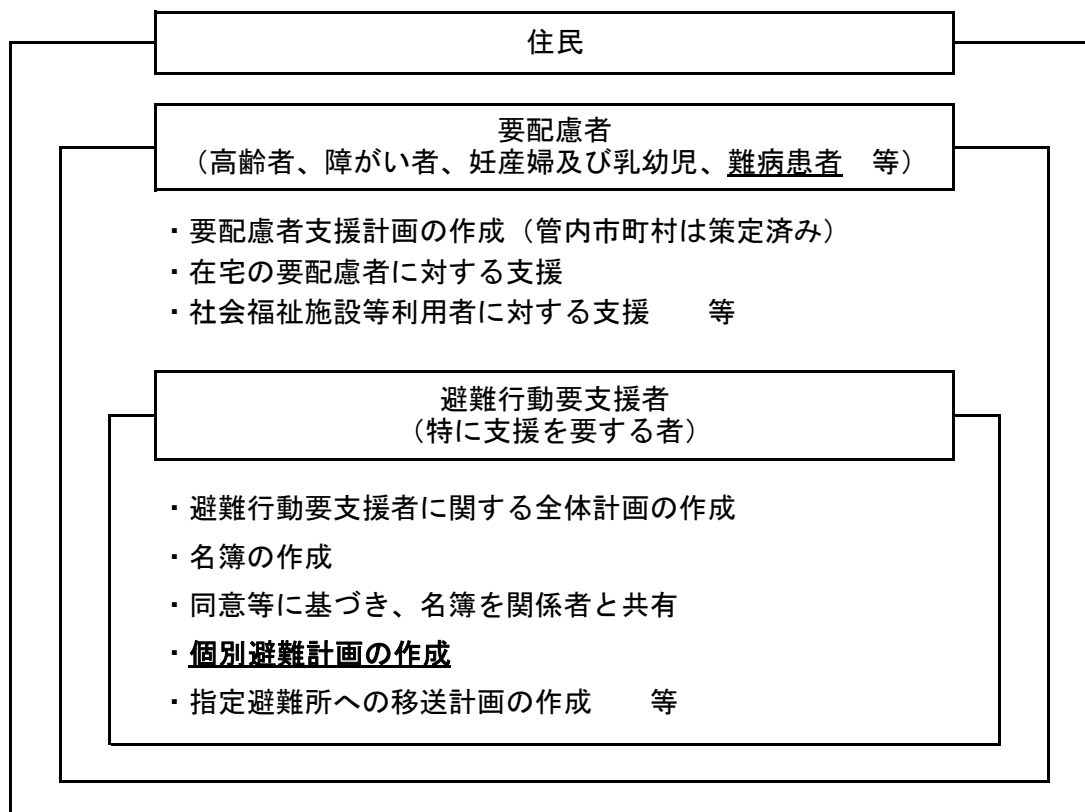 住民
要配慮者
（高齢者、障がい者、妊産婦及び乳幼児、難病患者　等）
・要配慮者支援計画の作成（管内市町村は策定済み）
・在宅の要配慮者に対する支援
・社会福祉施設等利用者に対する支援　　等
避難行動要支援者
（特に支援を要する者）
・避難行動要支援者に関する全体計画の作成
・名簿の作成
・同意等に基づき、名簿を関係者と共有
・個別避難計画の作成
・指定避難所への移送計画の作成　　等